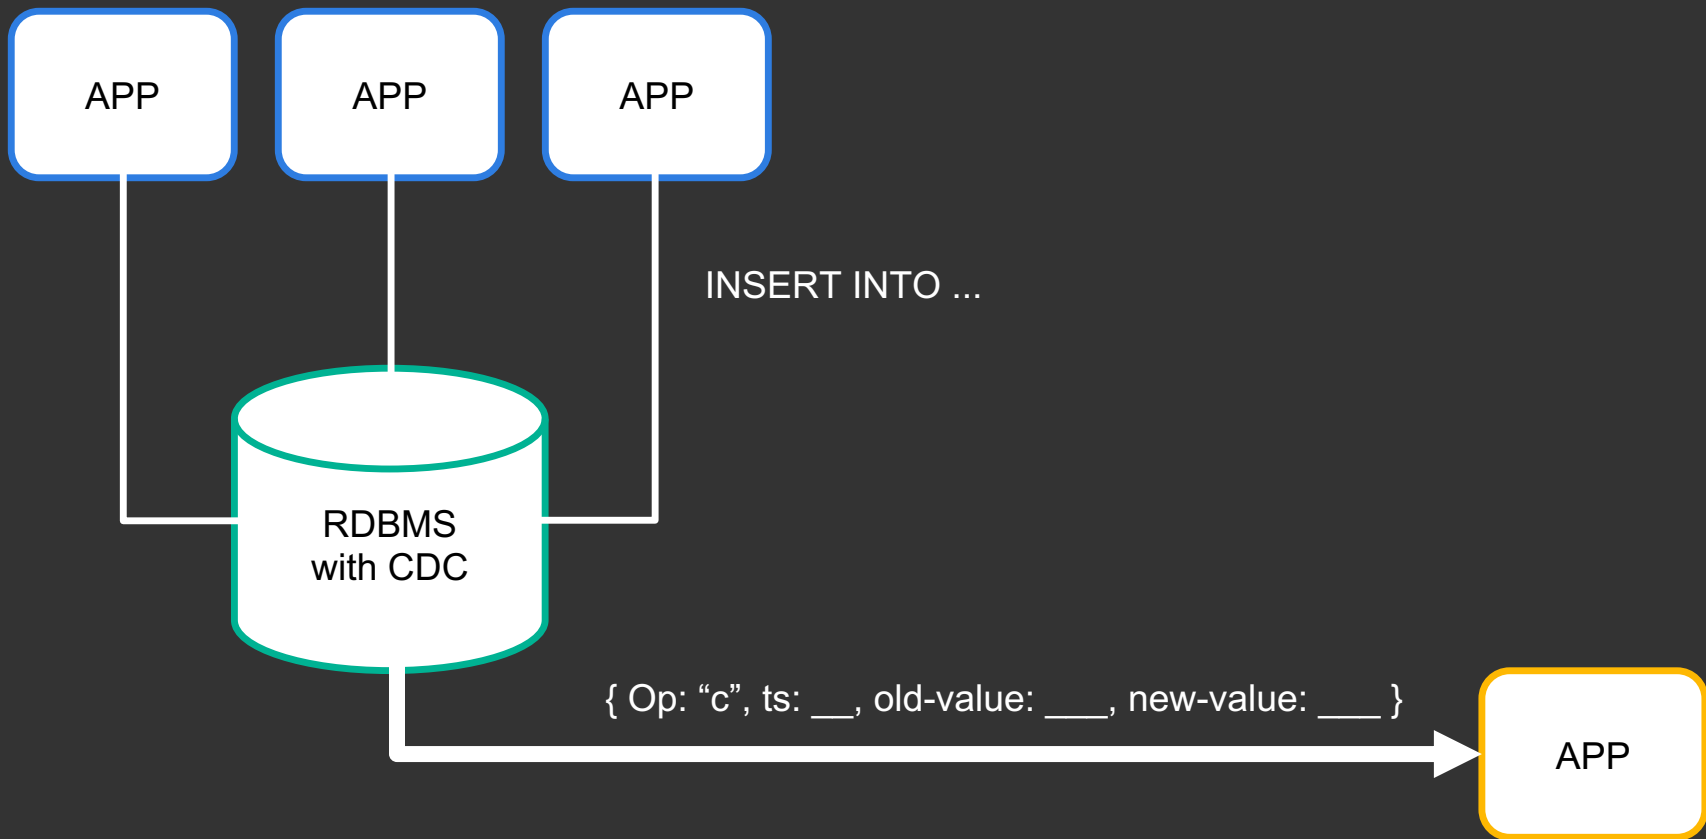 APP
APP
APP
INSERT INTO ...
RDBMS
with CDC
{ Op: “c”, ts: __, old-value: ___, new-value: ___ }
APP